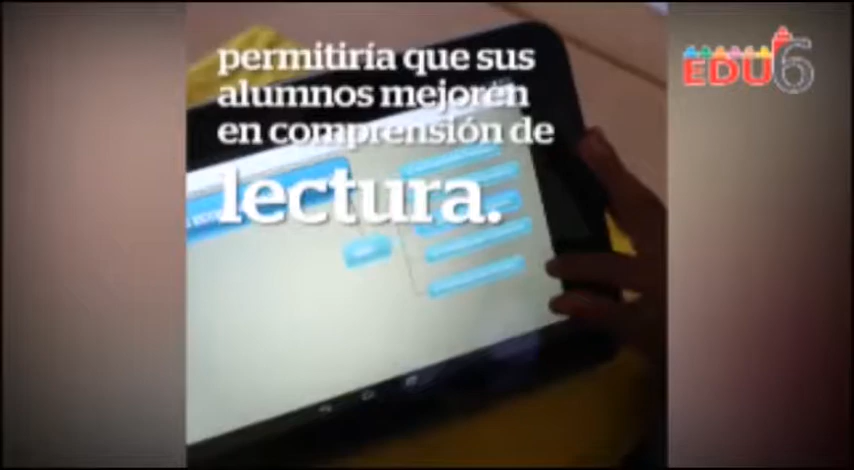 permitiría que sus
alumnos mejoren
en comprensión de
lectura.
EDU6